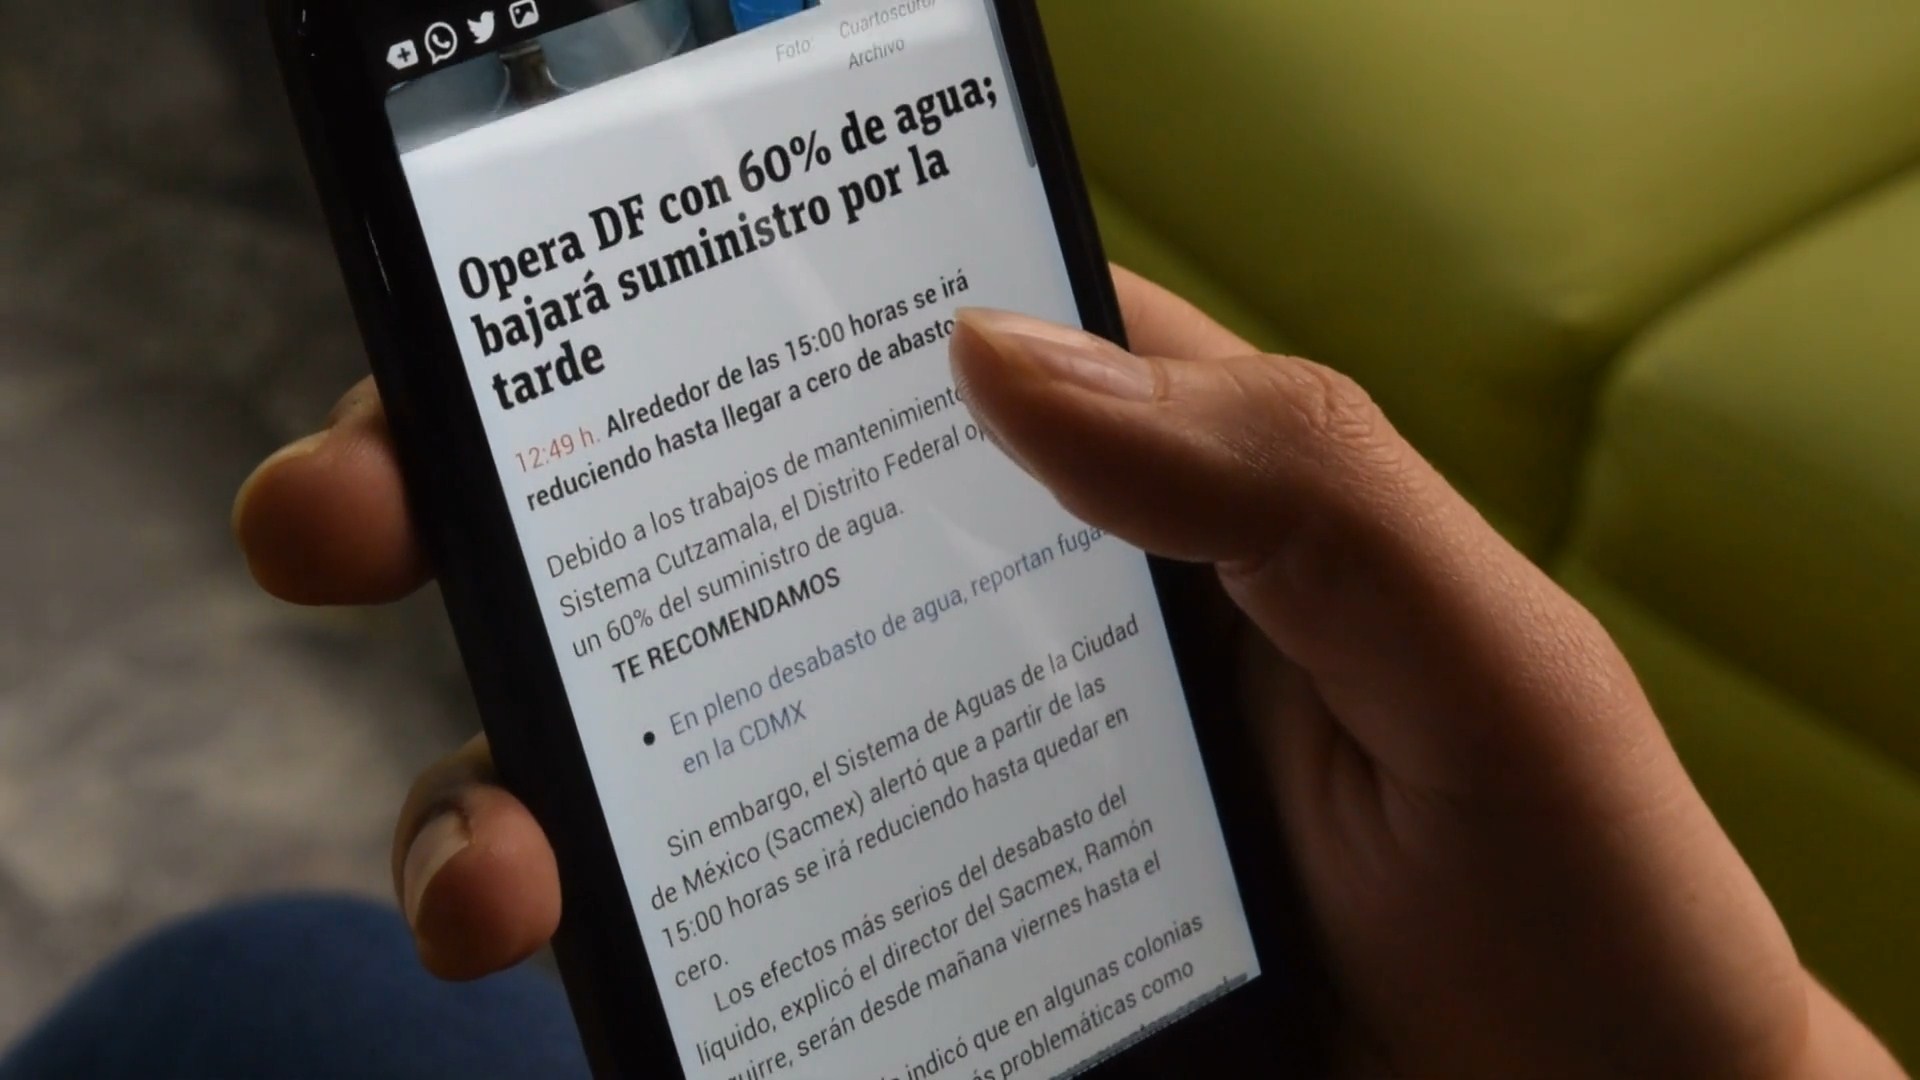 Foto: Cuartoscuro/
Archivo
Opera DF con 60% de agua;
bajará suministro por la
tarde
12:49 h. Alrededor de las 15:00 horas se irá
reduciendo hasta llegar a cero de abasto
Debido a los trabajos de mantenimiento
Sistema Cutzamala, el Distrito Federal
un 60% del suministro de agua.
TE RECOMENDAMOS
• En pleno desabasto de agua, reportan
en la CDMX
Sin embargo, el Sistema de Aguas de la Ciudad
de México (Sacmex) alertó que a partir de las
15:00 horas se irá reduciendo hasta quedar en
cero.
Los efectos más serios del desabasto del
líquido, explicó el director del Sacmex, Ramón
serán desde mañana viernes hasta el
indicó que en algunas colonias
problemáticas como